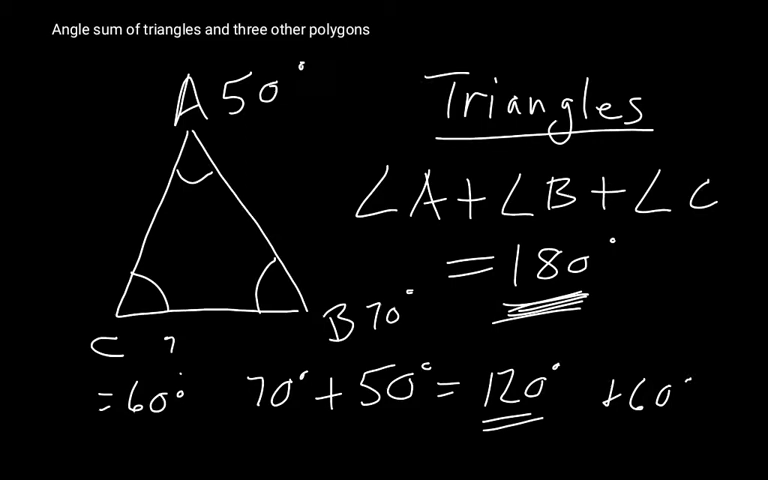 Angle sum of triangles and three other polygons
A 50°
Triangles
∠A + ∠B + ∠C
= 180°
B 70°
C ?
= 60°
70° + 50° = 120° + 60°